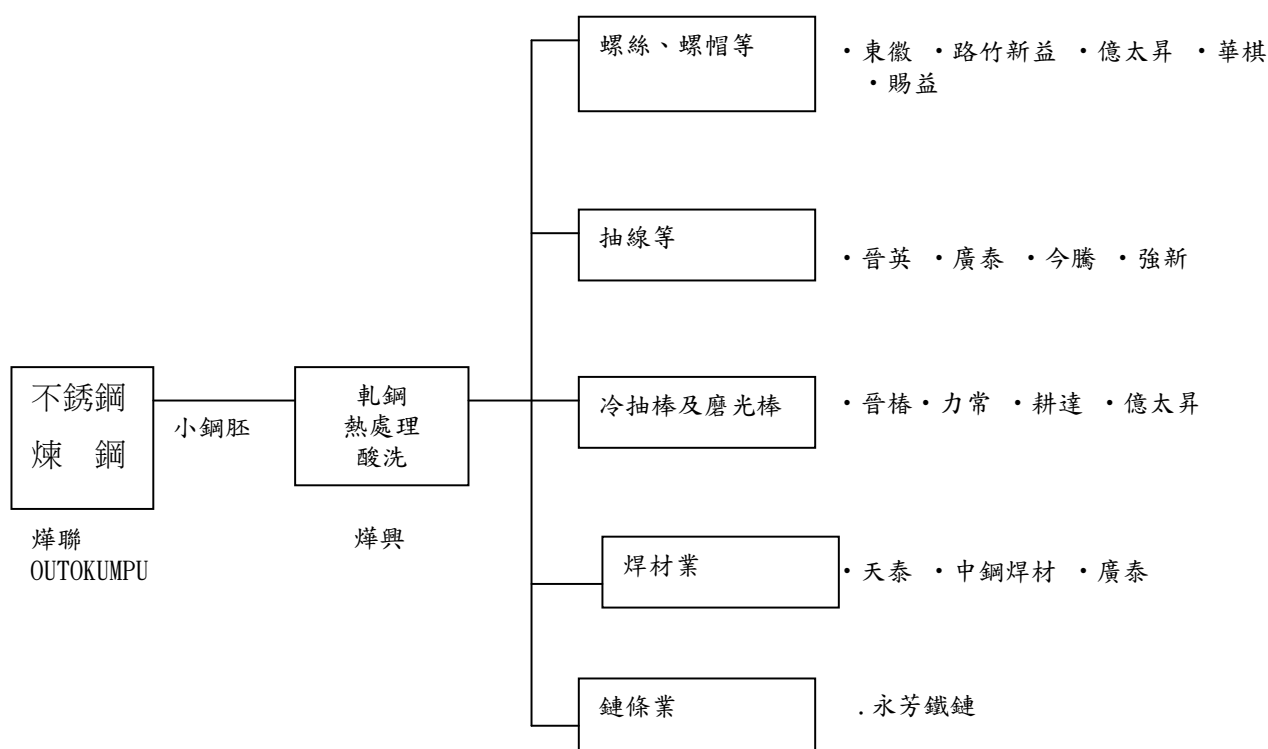 螺絲、螺帽等
・東徽 ・路竹新益 ・億太昇 ・華棋
・賜益
抽線等
・晉英 ・廣泰 ・今騰 ・強新
不銹鋼
煉 鋼
小鋼胚
軋鋼
熱處理
酸洗
冷抽棒及磨光棒
・晉椿・力常 ・耕達 ・億太昇
燁聯
OUTOKUMPU
燁興
焊材業
・天泰 ・中鋼焊材 ・廣泰
鏈條業
.永芳鐵鏈